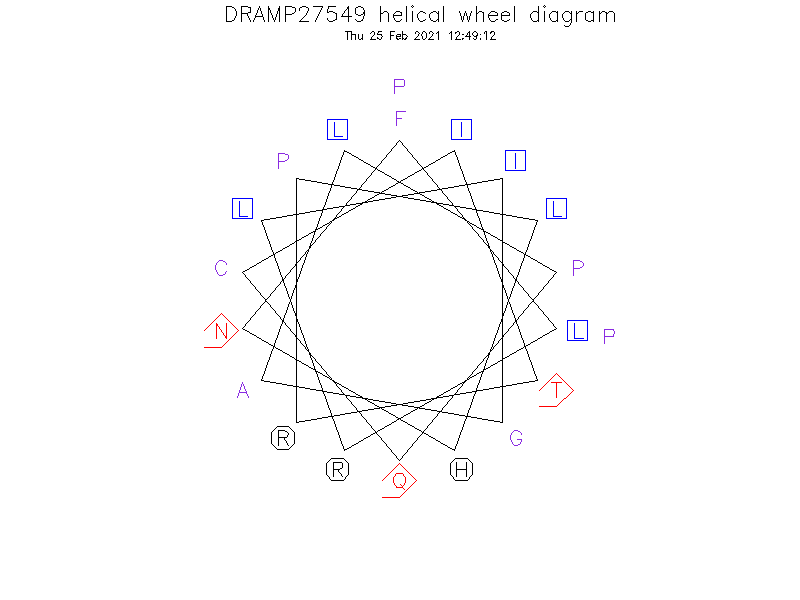 DRAMP27549 helical wheel diagram
Thu 25 Feb 2021 12:49:12
P
F
L I
P I
L L
C P
N L P
A T
R G
R H
Q